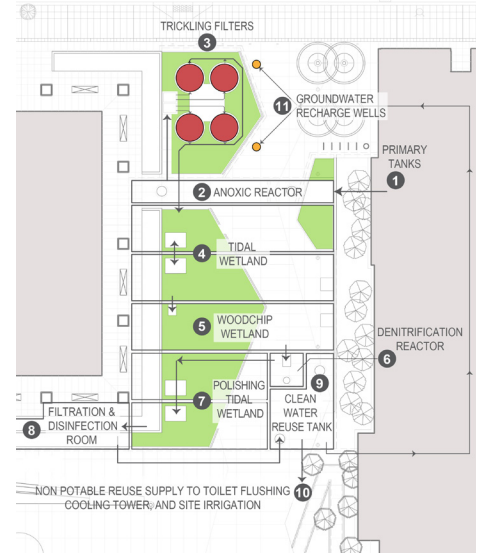 TRICKLING FILTERS
3
11 GROUNDWATER
RECHARGE WELLS
PRIMARY
TANKS
1
2 ANOXIC REACTOR
4 TIDAL
WETLAND
5 WOODCHIP
WETLAND
DENITRIFICATION
REACTOR
6
7 POLISHING
TIDAL
WETLAND
9
CLEAN
WATER
REUSE TANK
8 FILTRATION &
DISINFECTION
ROOM
NON POTABLE REUSE SUPPLY TO TOILET FLUSHING 10
COOLING TOWER, AND SITE IRRIGATION